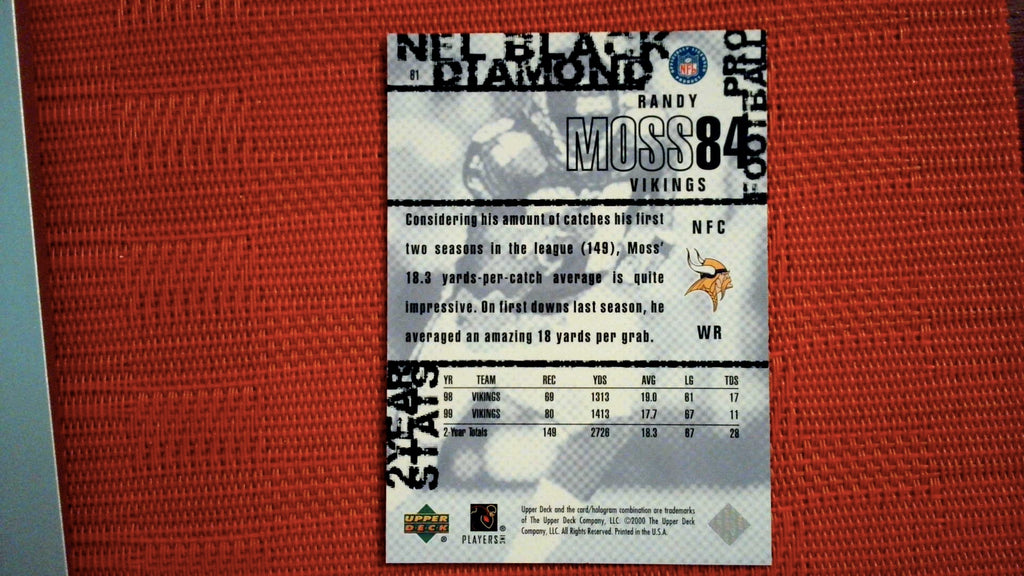 NFL BLACK
DIAMOND
81
NFL
PRO
FOOTBALL
RANDY
MOSS84
VIKINGS
Considering his amount of catches his first
two seasons in the league (149), Moss'
18.3 yards-per-catch average is quite
impressive. On first downs last season, he
averaged an amazing 18 yards per grab.
NFC
WR
2 YEAR
STATS
YR TEAM REC YDS AVG LG TDS
98 VIKINGS 69 1313 19.0 61 17
99 VIKINGS 80 1413 17.7 67 11
2-Year Totals 149 2726 18.3 67 28
UPPER
DECK
®
PLAYERS INC
®
Upper Deck and the card/hologram combination are trademarks
of The Upper Deck Company, LLC. ©2000 The Upper Deck
Company, LLC. All Rights Reserved. Printed in the U.S.A.